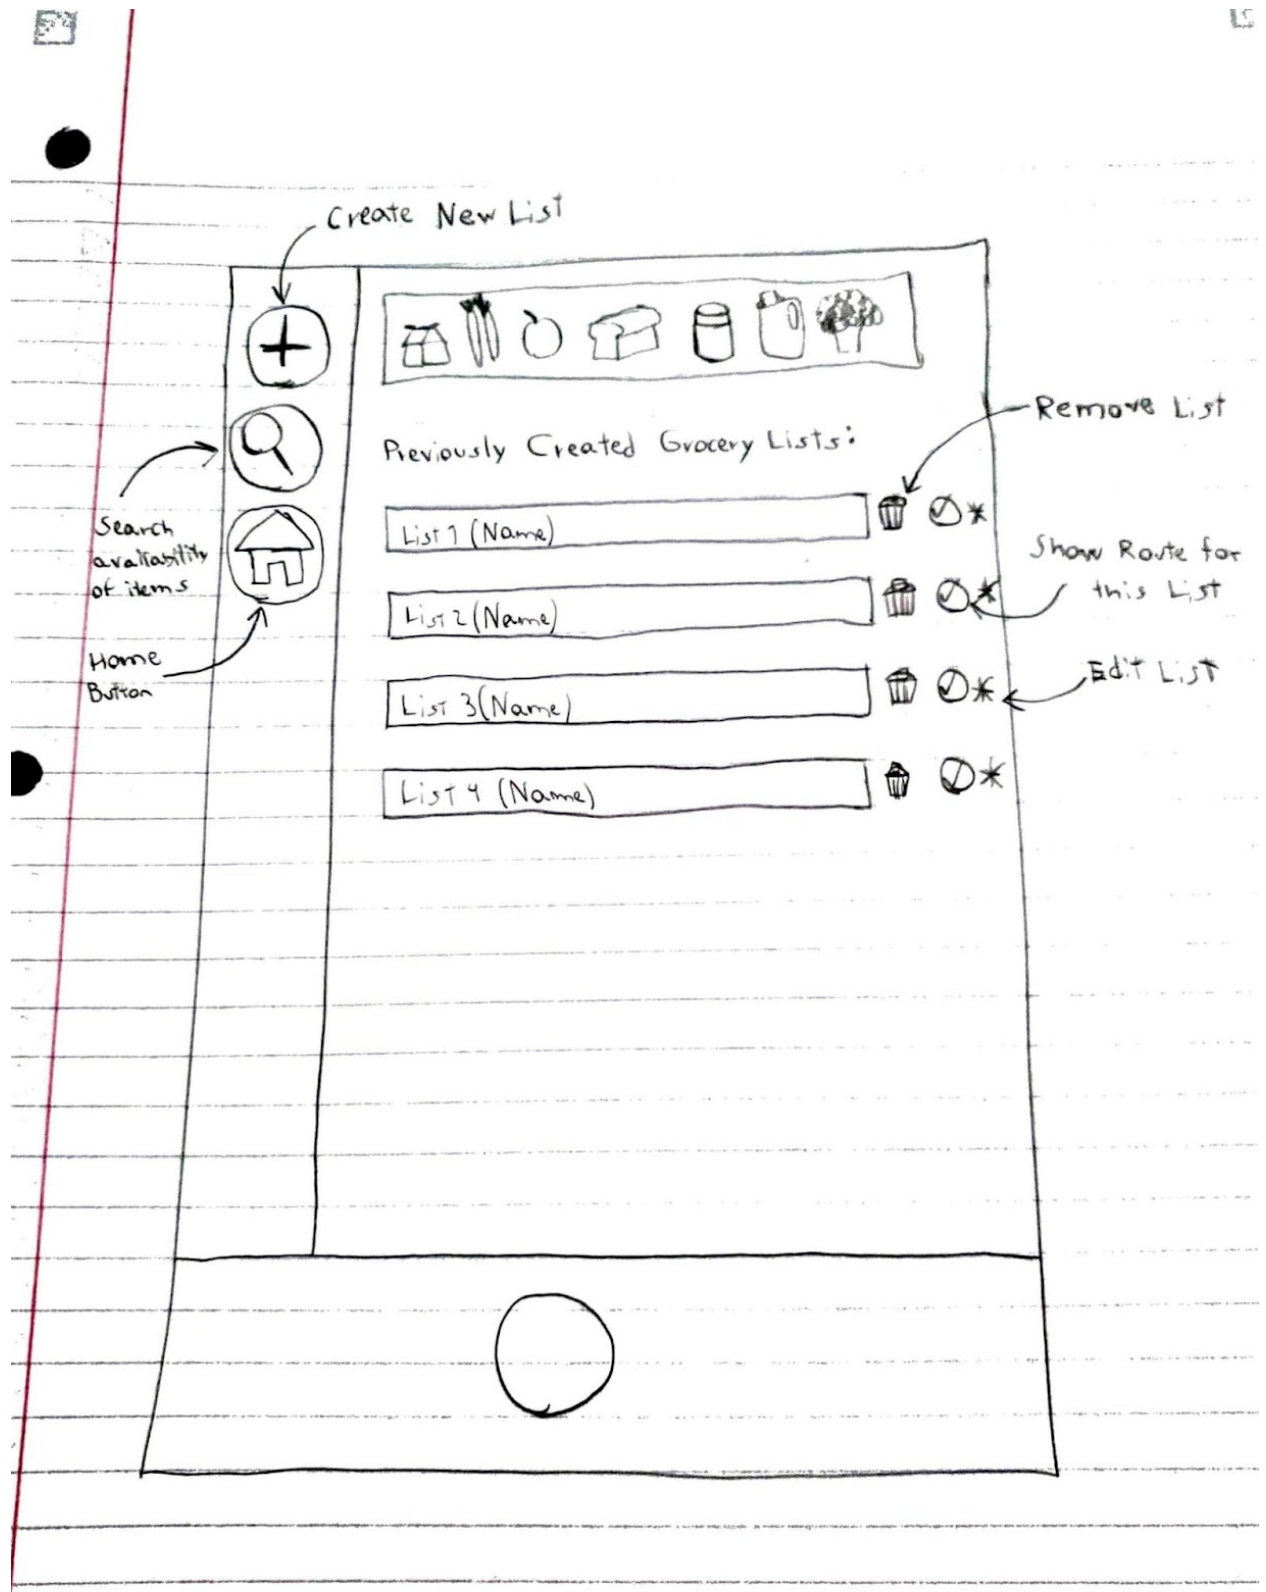 Create New List
Remove List
Previously Created Grocery Lists:
List 1 (Name)
Search
availability
of items
Show Route for
this List
List 2 (Name)
Home
Button
Edit List
List 3 (Name)
List 4 (Name)